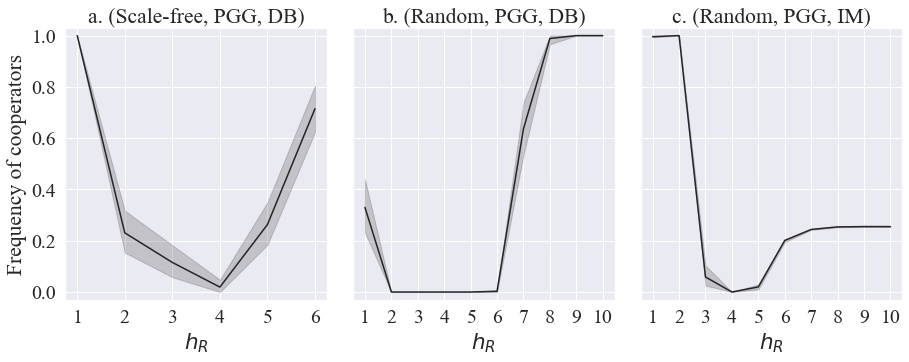 a. (Scale-free, PGG, DB)
b. (Random, PGG, DB)
c. (Random, PGG, IM)
Frequency of cooperators
1.0
0.8
0.6
0.4
0.2
0.0
1 2 3 4 5 6
1 2 3 4 5 6 7 8 9 10
1 2 3 4 5 6 7 8 9 10
h_R
h_R
h_R